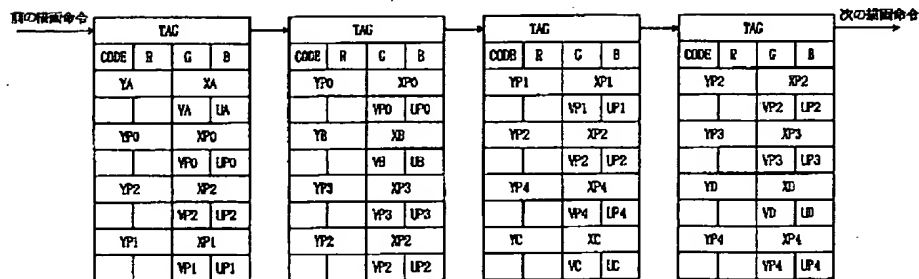 前の描画命令
次の描画命令
TAG
CODE R G B
YA XA
VA UA
YP0 XP0
VP0 UP0
YP2 XP2
VP2 UP2
YP1 XP1
VP1 UP1
TAG
CODE R G B
YP0 XP0
VP0 UP0
YB XB
VB UB
YP3 XP3
VP3 UP3
YP2 XP2
VP2 UP2
TAG
CODE R G B
YP1 XP1
VP1 UP1
YP2 XP2
VP2 UP2
YP4 XP4
VP4 UP4
YC XC
VC UC
TAG
CODE R G B
YP2 XP2
VP2 UP2
YP3 XP3
VP3 UP3
YD XD
VD UD
YP4 XP4
VP4 UP4